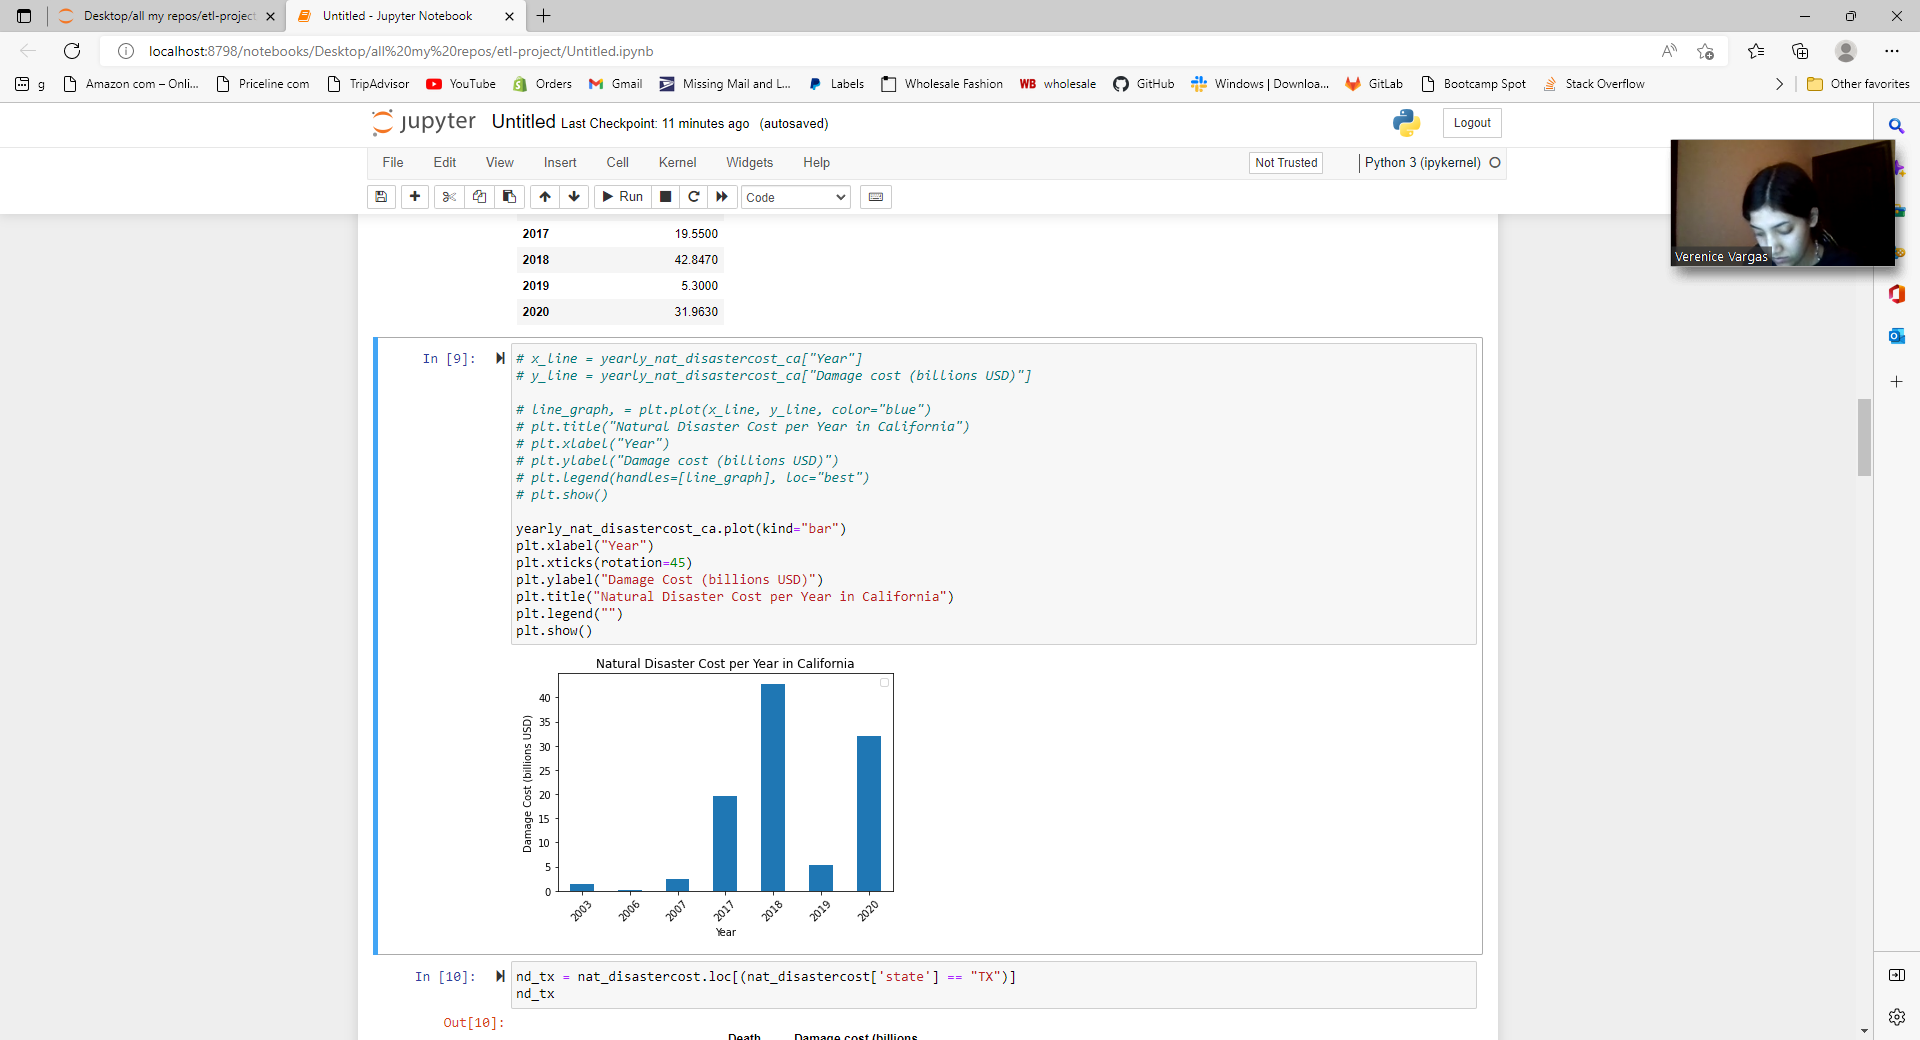 Desktop/all my repos/etl-project
Untitled - Jupyter Notebook
localhost:8798/notebooks/Desktop/all%20my%20repos/etl-project/Untitled.ipynb
g
Amazon com – Onli...
Priceline com
TripAdvisor
YouTube
Orders
Gmail
Missing Mail and L...
Labels
Wholesale Fashion
WB wholesale
GitHub
Windows | Downloa...
GitLab
Bootcamp Spot
Stack Overflow
Other favorites
jupyter Untitled Last Checkpoint: 11 minutes ago (autosaved)
Logout
File Edit View Insert Cell Kernel Widgets Help
Not Trusted
Python 3 (ipykernel)
Run
Code
Verenice Vargas
2017 19.5500
2018 42.8470
2019 5.3000
2020 31.9630
In [9]:
# x_line = yearly_nat_disastercost_ca["Year"]
# y_line = yearly_nat_disastercost_ca["Damage cost (billions USD)"]
# line_graph, = plt.plot(x_line, y_line, color="blue")
# plt.title("Natural Disaster Cost per Year in California")
# plt.xlabel("Year")
# plt.ylabel("Damage cost (billions USD)")
# plt.legend(handles=[line_graph], loc="best")
# plt.show()
yearly_nat_disastercost_ca.plot(kind="bar")
plt.xlabel("Year")
plt.xticks(rotation=45)
plt.ylabel("Damage Cost (billions USD)")
plt.title("Natural Disaster Cost per Year in California")
plt.legend("")
plt.show()
Natural Disaster Cost per Year in California
Damage Cost (billions USD)
40
35
30
25
20
15
10
5
0
2003 2006 2007 2017 2018 2019 2020
Year
In [10]:
nd_tx = nat_disastercost.loc[(nat_disastercost['state'] == "TX")]
nd_tx
Out[10]:
Death Damage cost (billions